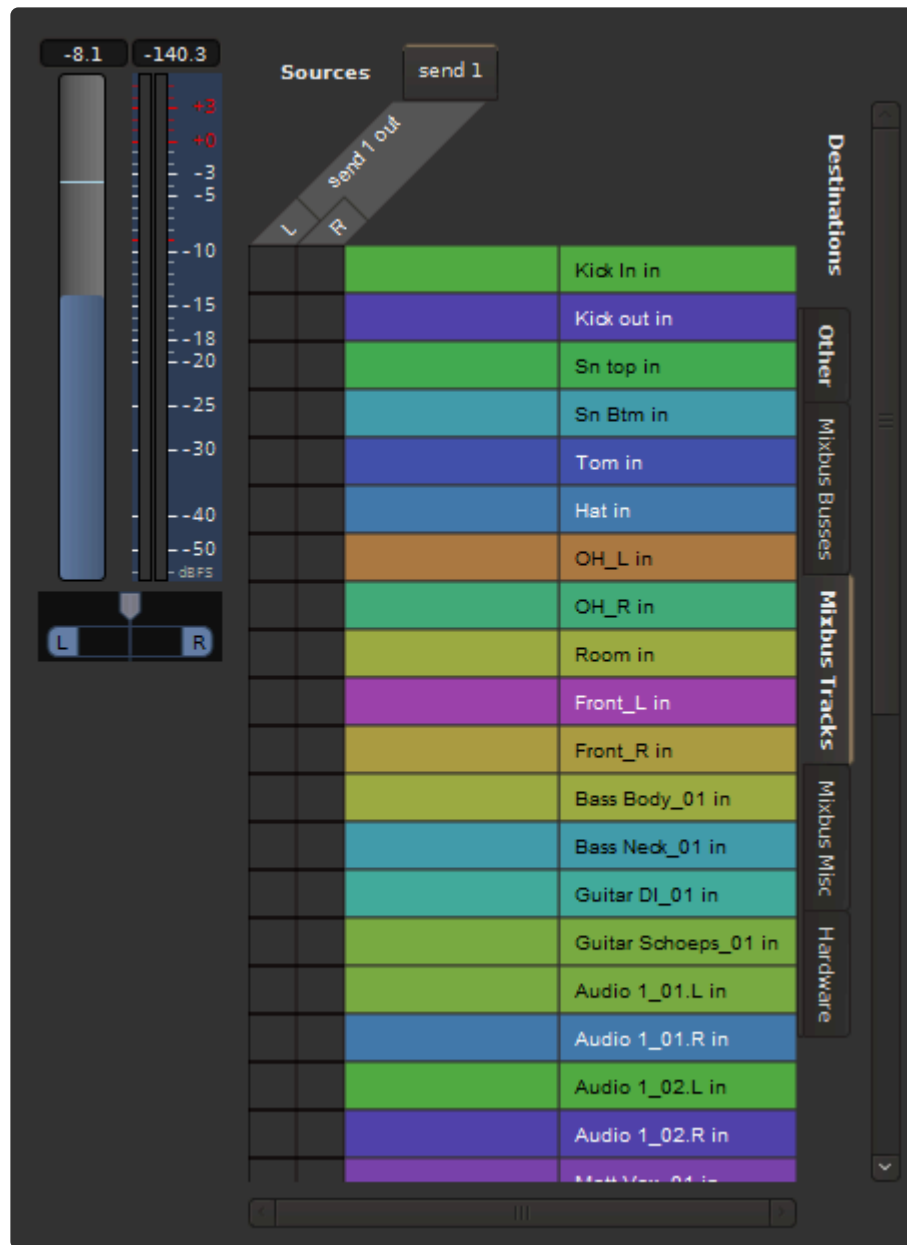 -8.1 -140.3
Sources send 1
send 1 out
L R
+3
+0
-3
-5
-10
-15
-18
-20
-25
-30
-40
-50
dBFS
L R
Kick In in
Kick out in
Sn top in
Sn Btm in
Tom in
Hat in
OH_L in
OH_R in
Room in
Front_L in
Front_R in
Bass Body_01 in
Bass Neck_01 in
Guitar DI_01 in
Guitar Schoeps_01 in
Audio 1_01.L in
Audio 1_01.R in
Audio 1_02.L in
Audio 1_02.R in
Destinations
Other
Mixbus Busses
Mixbus Tracks
Mixbus Misc
Hardware